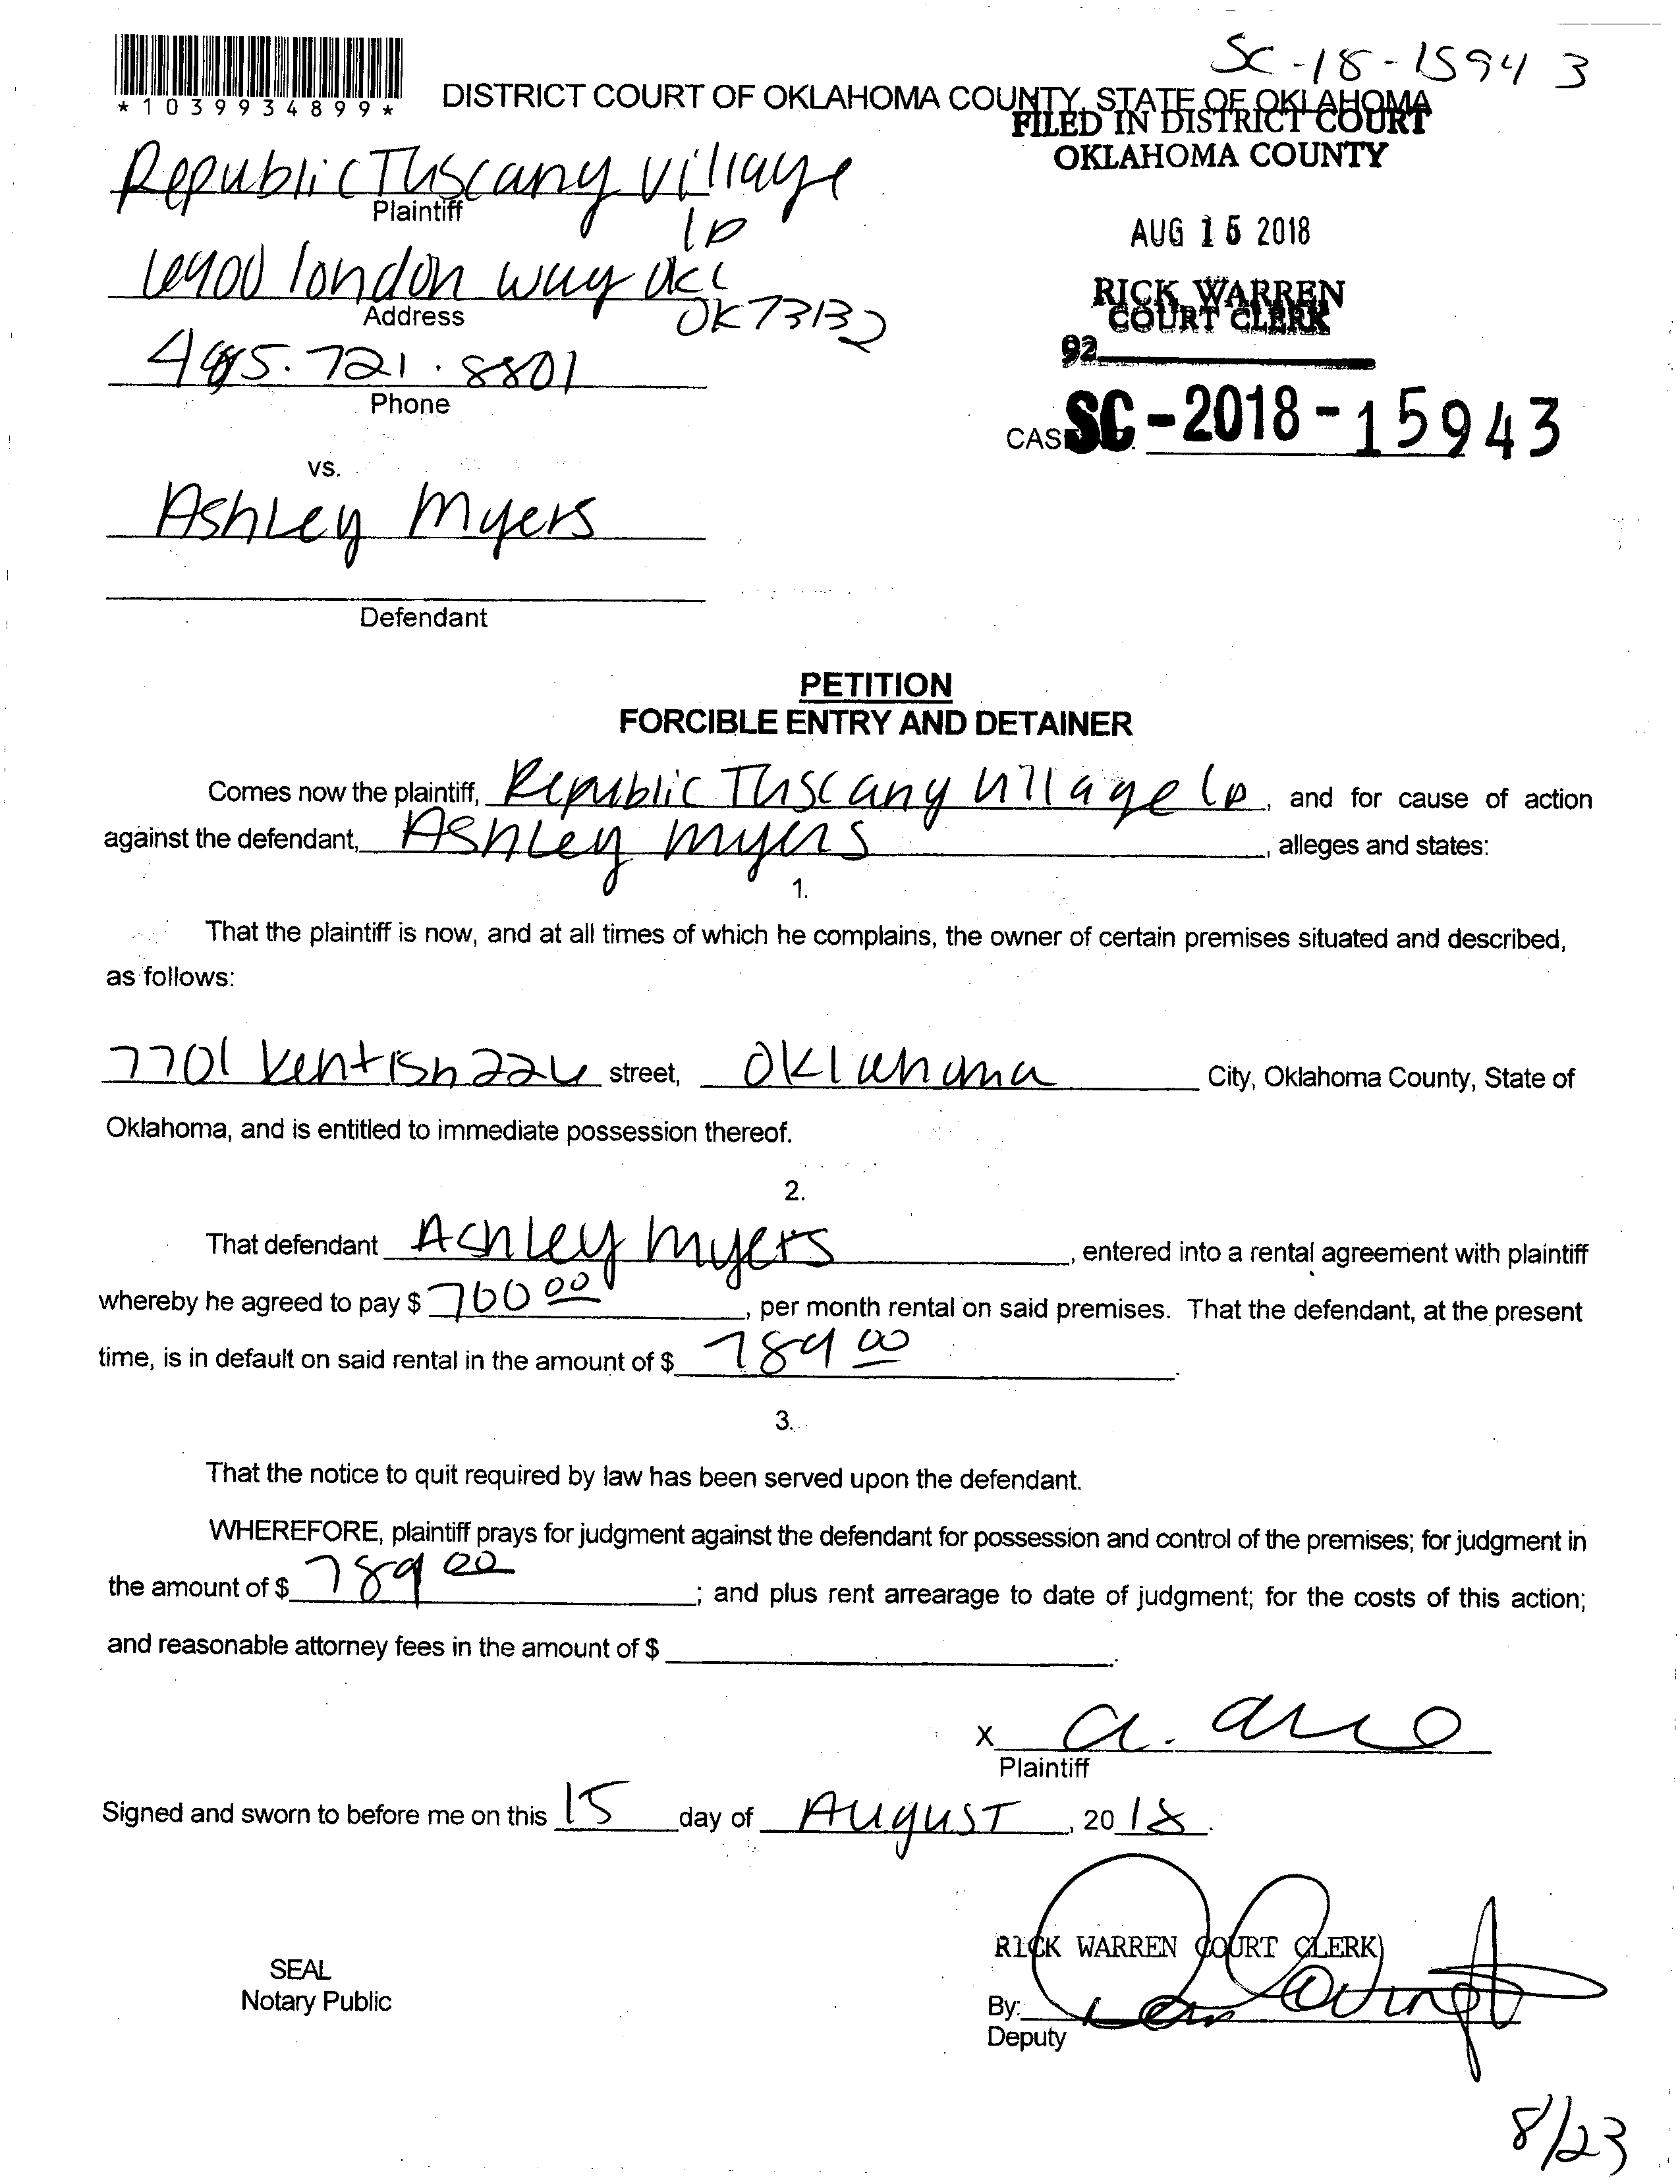 SC-18-15943
*1039934899*
DISTRICT COURT OF OKLAHOMA COUNTY, STATE OF OKLAHOMA
FILED IN DISTRICT COURT
OKLAHOMA COUNTY
Republic Tuscany Village
Plaintiff
lp
AUG 15 2018
6900 london way okc
Address
OK 73132
RICK WARREN
COURT CLERK
92
405.721.8801
Phone
CASE SC-2018-15943
vs.
Ashley Myers
Defendant
PETITION
FORCIBLE ENTRY AND DETAINER
Comes now the plaintiff, Republic Tuscany Village lp, and for cause of action
against the defendant, Ashley Myers, alleges and states:
1.
That the plaintiff is now, and at all times of which he complains, the owner of certain premises situated and described,
as follows:
7701 Kentish 224 street, Oklahoma City, Oklahoma County, State of
Oklahoma, and is entitled to immediate possession thereof.
2.
That defendant Ashley Myers, entered into a rental agreement with plaintiff
whereby he agreed to pay $ 760 00, per month rental on said premises. That the defendant, at the present
time, is in default on said rental in the amount of $ 789 00.
3.
That the notice to quit required by law has been served upon the defendant.
WHEREFORE, plaintiff prays for judgment against the defendant for possession and control of the premises; for judgment in
the amount of $ 789 00; and plus rent arrearage to date of judgment; for the costs of this action;
and reasonable attorney fees in the amount of $
X
Plaintiff
Signed and sworn to before me on this 15 day of August, 2018.
RICK WARREN COURT CLERK
SEAL
Notary Public
By:
Deputy
8/23